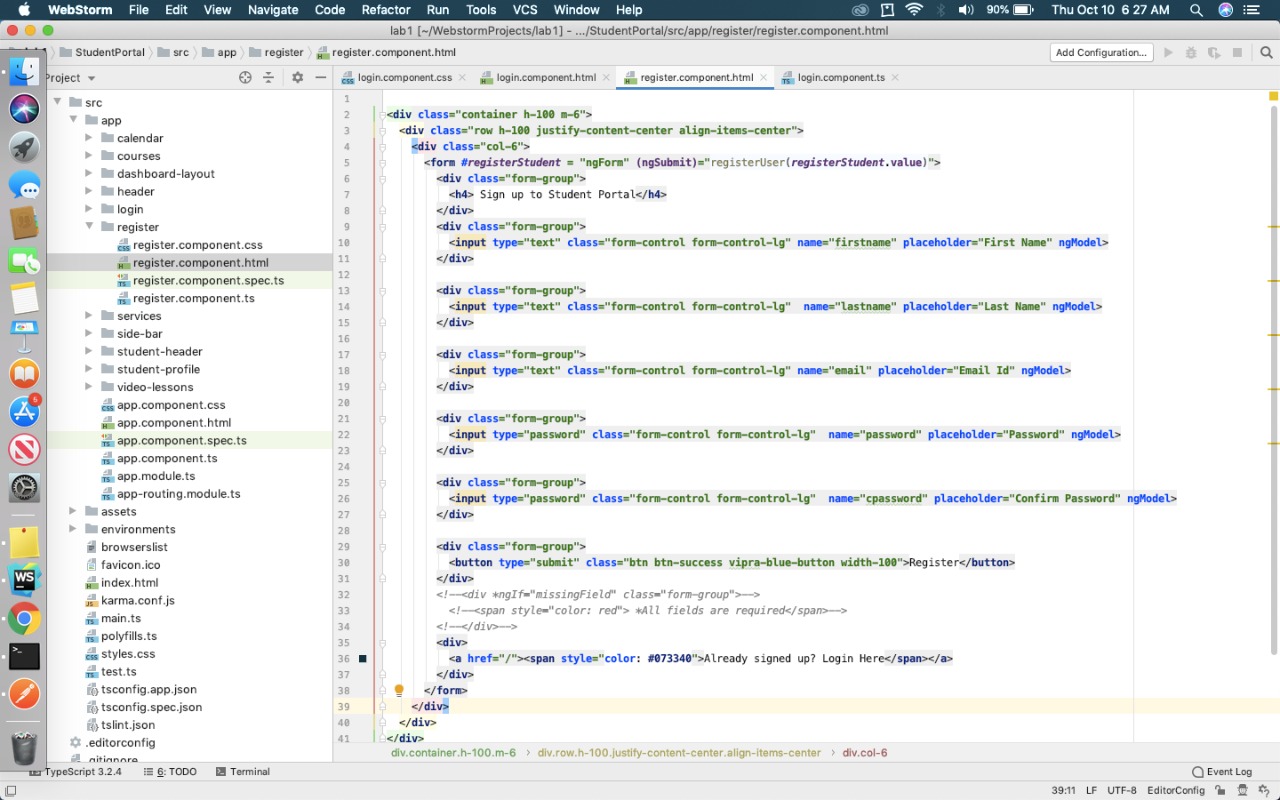 WebStorm File Edit View Navigate Code Refactor Run Tools VCS Window Help 90% Thu Oct 10 6 27 AM
lab1 [~/WebstormProjects/lab1] - .../StudentPortal/src/app/register/register.component.html
StudentPortal src app register register.component.html Add Configuration...
Project login.component.css login.component.html register.component.html login.component.ts
src
app
calendar
courses
dashboard-layout
header
login
register
register.component.css
register.component.html
register.component.spec.ts
register.component.ts
services
side-bar
student-header
student-profile
video-lessons
app.component.css
app.component.html
app.component.spec.ts
app.component.ts
app.module.ts
app-routing.module.ts
assets
environments
browserslist
favicon.ico
index.html
karma.conf.js
main.ts
polyfills.ts
styles.css
test.ts
tsconfig.app.json
tsconfig.spec.json
tslint.json
.editorconfig
.gitignore
5
WS
1
2 <div class="container h-100 m-6">
3 <div class="row h-100 justify-content-center align-items-center">
4 <div class="col-6">
5 <form #registerStudent = "ngForm" (ngSubmit)="registerUser(registerStudent.value)">
6 <div class="form-group">
7 <h4> Sign up to Student Portal</h4>
8 </div>
9 <div class="form-group">
10 <input type="text" class="form-control form-control-lg" name="firstname" placeholder="First Name" ngModel>
11 </div>
12
13 <div class="form-group">
14 <input type="text" class="form-control form-control-lg"  name="lastname" placeholder="Last Name" ngModel>
15 </div>
16
17 <div class="form-group">
18 <input type="text" class="form-control form-control-lg" name="email" placeholder="Email Id" ngModel>
19 </div>
20
21 <div class="form-group">
22 <input type="password" class="form-control form-control-lg"  name="password" placeholder="Password" ngModel>
23 </div>
24
25 <div class="form-group">
26 <input type="password" class="form-control form-control-lg"  name="cpassword" placeholder="Confirm Password" ngModel>
27 </div>
28
29 <div class="form-group">
30 <button type="submit" class="btn btn-success vipra-blue-button width-100">Register</button>
31 </div>
32 <!--<div *ngIf="missingField" class="form-group">-->
33 <!--<span style="color: red"> *All fields are required</span>-->
34 <!--</div>-->
35 <div>
36 <a href="/"><span style="color: #073340">Already signed up? Login Here</span></a>
37 </div>
38 </form>
39 </div>
40 </div>
41 </div>
div.container.h-100.m-6 › div.row.h-100.justify-content-center.align-items-center › div.col-6
TypeScript 3.2.4 6: TODO Terminal Event Log
39:11 LF UTF-8 EditorConfig